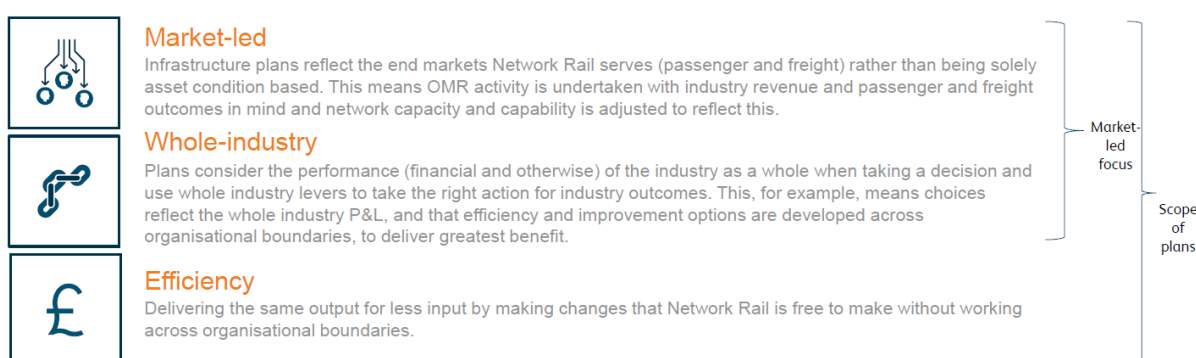 Market-led
Infrastructure plans reflect the end markets Network Rail serves (passenger and freight) rather than being solely
asset condition based. This means OMR activity is undertaken with industry revenue and passenger and freight
outcomes in mind and network capacity and capability is adjusted to reflect this.
Whole-industry
Plans consider the performance (financial and otherwise) of the industry as a whole when taking a decision and
use whole industry levers to take the right action for industry outcomes. This, for example, means choices
reflect the whole industry P&L, and that efficiency and improvement options are developed across
organisational boundaries, to deliver greatest benefit.
£
Efficiency
Delivering the same output for less input by making changes that Network Rail is free to make without working
across organisational boundaries.
Market-
led
focus
Scope
of
plans